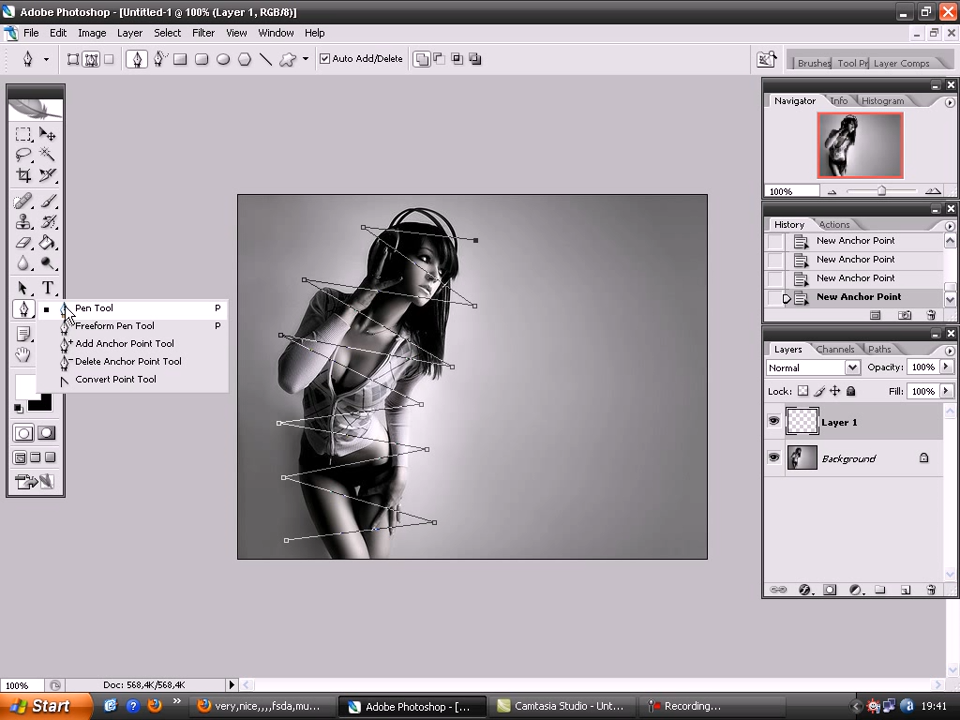 Adobe Photoshop - [Untitled-1 @ 100% (Layer 1, RGB/8)]
File Edit Image Layer Select Filter View Window Help
Auto Add/Delete
Brushes Tool Pr Layer Comps
Navigator Info Histogram
100%
History Actions
New Anchor Point
New Anchor Point
New Anchor Point
New Anchor Point
Layers Channels Paths
Normal Opacity: 100%
Lock: Fill: 100%
Layer 1
Background
T
Pen Tool P
Freeform Pen Tool P
Add Anchor Point Tool
Delete Anchor Point Tool
Convert Point Tool
100% Doc: 568,4K/568,4K
Start very,nice,,,,fsda,mu... Adobe Photoshop - [... Camtasia Studio - Unt... Recording... 19:41